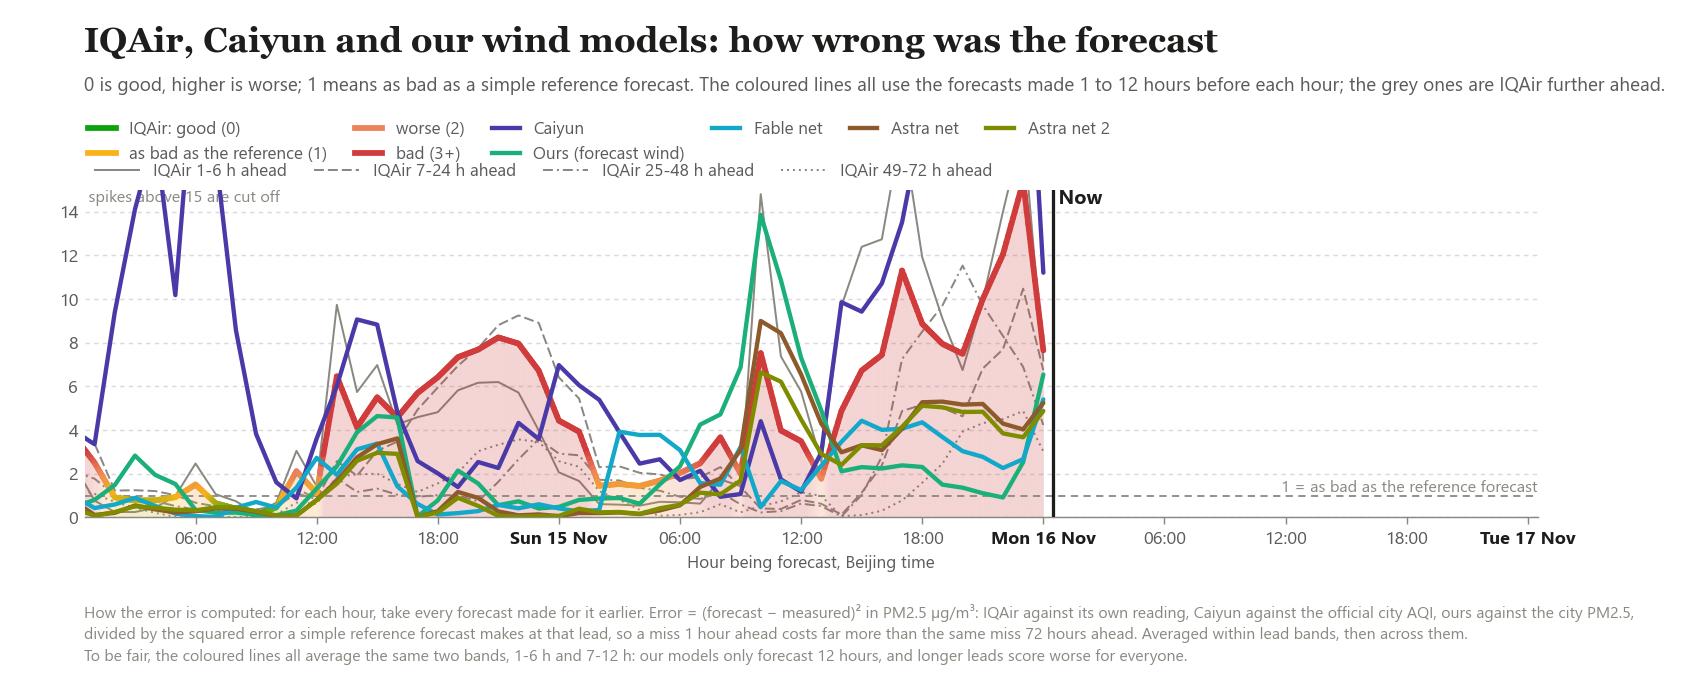 IQAir, Caiyun and our wind models: how wrong was the forecast
0 is good, higher is worse; 1 means as bad as a simple reference forecast. The coloured lines all use the forecasts made 1 to 12 hours before each hour; the grey ones are IQAir further ahead.
IQAir: good (0) worse (2) Caiyun Fable net Astra net Astra net 2
as bad as the reference (1) bad (3+) Ours (forecast wind)
IQAir 1-6 h ahead IQAir 7-24 h ahead IQAir 25-48 h ahead IQAir 49-72 h ahead
spikes above 15 are cut off
Now
14
12
10
8
6
4
2
1 = as bad as the reference forecast
0
06:00 12:00 18:00 Sun 15 Nov 06:00 12:00 18:00 Mon 16 Nov 06:00 12:00 18:00 Tue 17 Nov
Hour being forecast, Beijing time
How the error is computed: for each hour, take every forecast made for it earlier. Error = (forecast − measured)² in PM2.5 µg/m³: IQAir against its own reading, Caiyun against the official city AQI, ours against the city PM2.5,
divided by the squared error a simple reference forecast makes at that lead, so a miss 1 hour ahead costs far more than the same miss 72 hours ahead. Averaged within lead bands, then across them.
To be fair, the coloured lines all average the same two bands, 1-6 h and 7-12 h: our models only forecast 12 hours, and longer leads score worse for everyone.